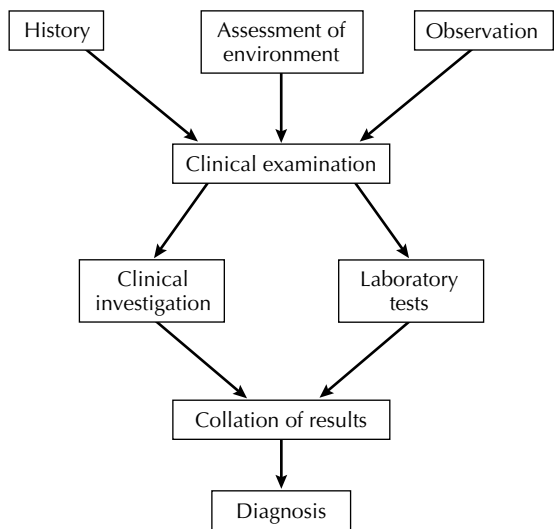 History
Assessment of
environment
Observation
Clinical examination
Clinical
investigation
Laboratory
tests
Collation of results
Diagnosis